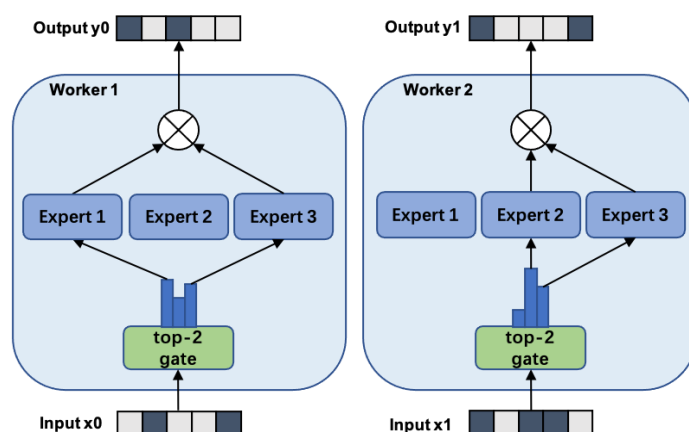 Output y0
Output y1
Worker 1
Worker 2
Expert 1
Expert 2
Expert 3
Expert 1
Expert 2
Expert 3
top-2
gate
top-2
gate
Input x0
Input x1